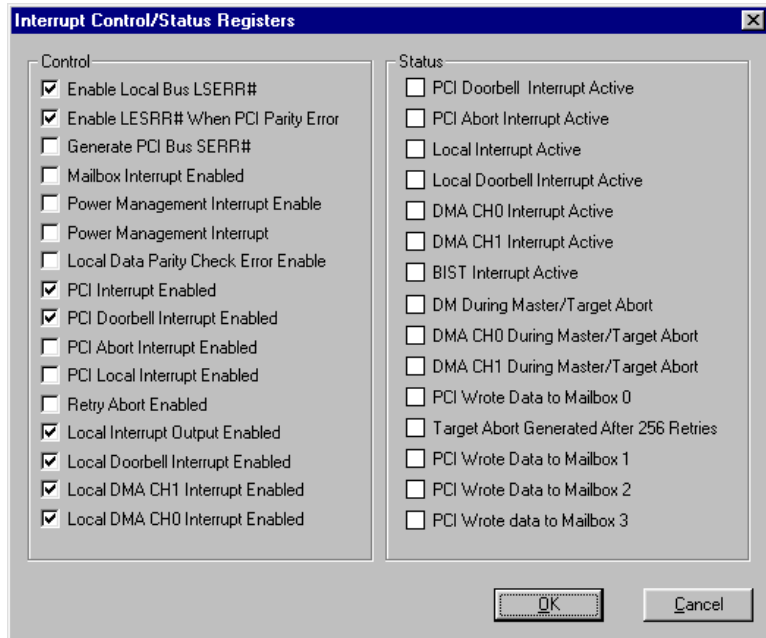 Interrupt Control/Status Registers
Control
Enable Local Bus LSERR#
Enable LESRR# When PCI Parity Error
Generate PCI Bus SERR#
Mailbox Interrupt Enabled
Power Management Interrupt Enable
Power Management Interrupt
Local Data Parity Check Error Enable
PCI Interrupt Enabled
PCI Doorbell Interrupt Enabled
PCI Abort Interrupt Enabled
PCI Local Interrupt Enabled
Retry Abort Enabled
Local Interrupt Output Enabled
Local Doorbell Interrupt Enabled
Local DMA CH1 Interrupt Enabled
Local DMA CH0 Interrupt Enabled
Status
PCI Doorbell Interrupt Active
PCI Abort Interrupt Active
Local Interrupt Active
Local Doorbell Interrupt Active
DMA CH0 Interrupt Active
DMA CH1 Interrupt Active
BIST Interrupt Active
DM During Master/Target Abort
DMA CH0 During Master/Target Abort
DMA CH1 During Master/Target Abort
PCI Wrote Data to Mailbox 0
Target Abort Generated After 256 Retries
PCI Wrote Data to Mailbox 1
PCI Wrote Data to Mailbox 2
PCI Wrote data to Mailbox 3
OK
Cancel